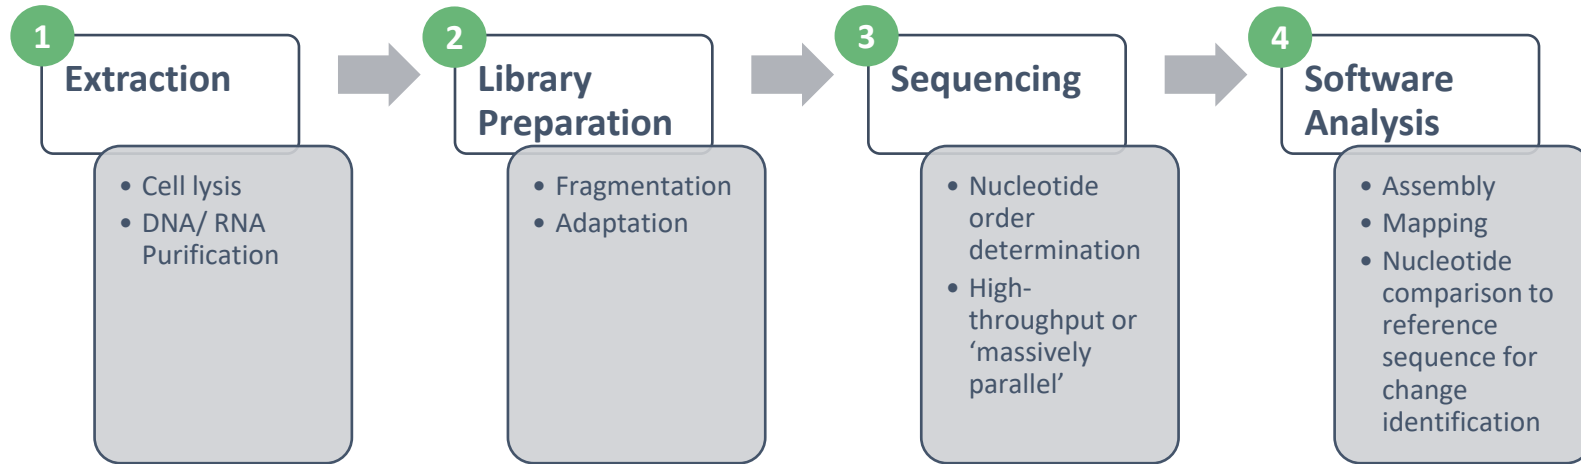 1
Extraction
• Cell lysis
• DNA/ RNA
Purification
2
Library
Preparation
• Fragmentation
• Adaptation
3
Sequencing
• Nucleotide
order
determination
• High-
throughput or
‘massively
parallel’
4
Software
Analysis
• Assembly
• Mapping
• Nucleotide
comparison to
reference
sequence for
change
identification